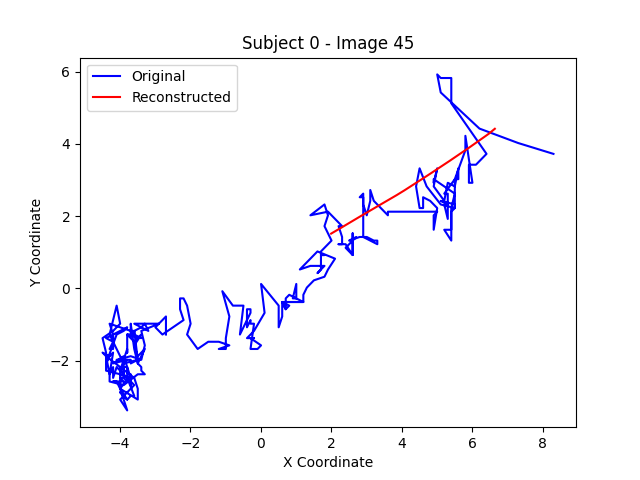 Subject 0 - Image 45
Original
Reconstructed
6
4
2
0
−2
Y Coordinate
−4 −2 0 2 4 6 8
X Coordinate